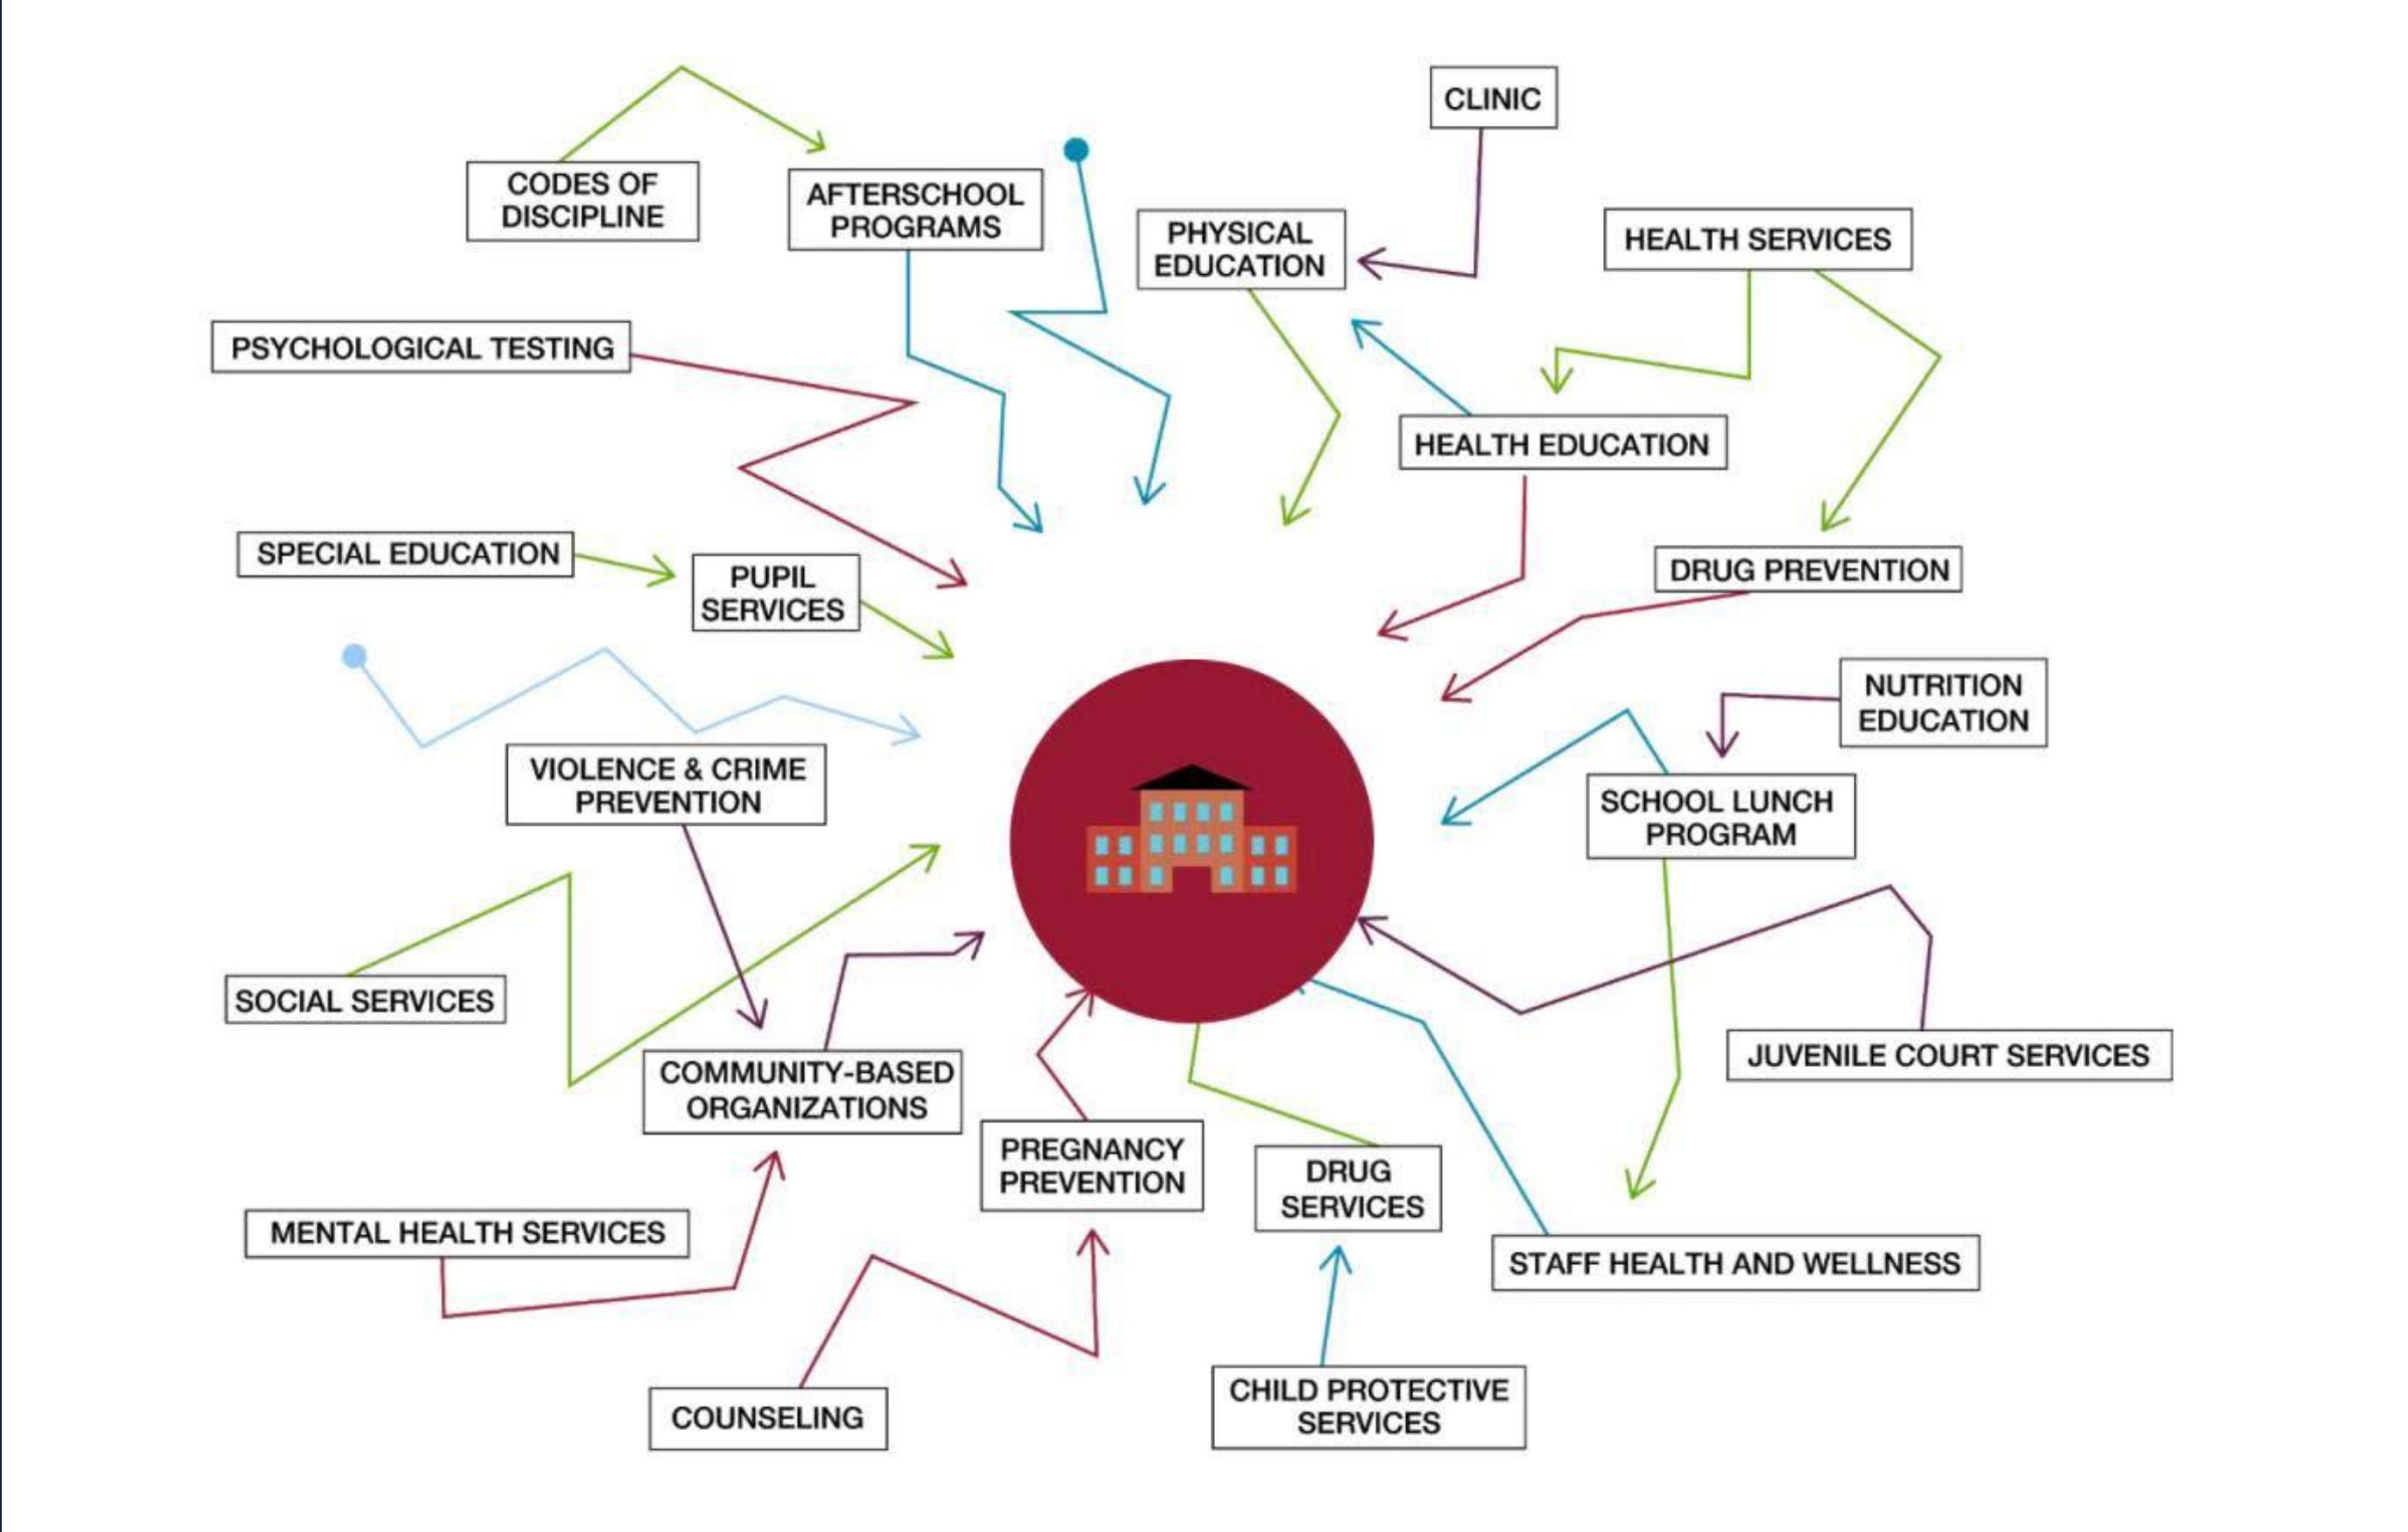 CLINIC
CODES OF
DISCIPLINE
AFTERSCHOOL
PROGRAMS
PHYSICAL
EDUCATION
HEALTH SERVICES
PSYCHOLOGICAL TESTING
HEALTH EDUCATION
SPECIAL EDUCATION
PUPIL
SERVICES
DRUG PREVENTION
NUTRITION
EDUCATION
VIOLENCE & CRIME
PREVENTION
SCHOOL LUNCH
PROGRAM
SOCIAL SERVICES
COMMUNITY-BASED
ORGANIZATIONS
JUVENILE COURT SERVICES
PREGNANCY
PREVENTION
DRUG
SERVICES
MENTAL HEALTH SERVICES
STAFF HEALTH AND WELLNESS
COUNSELING
CHILD PROTECTIVE
SERVICES